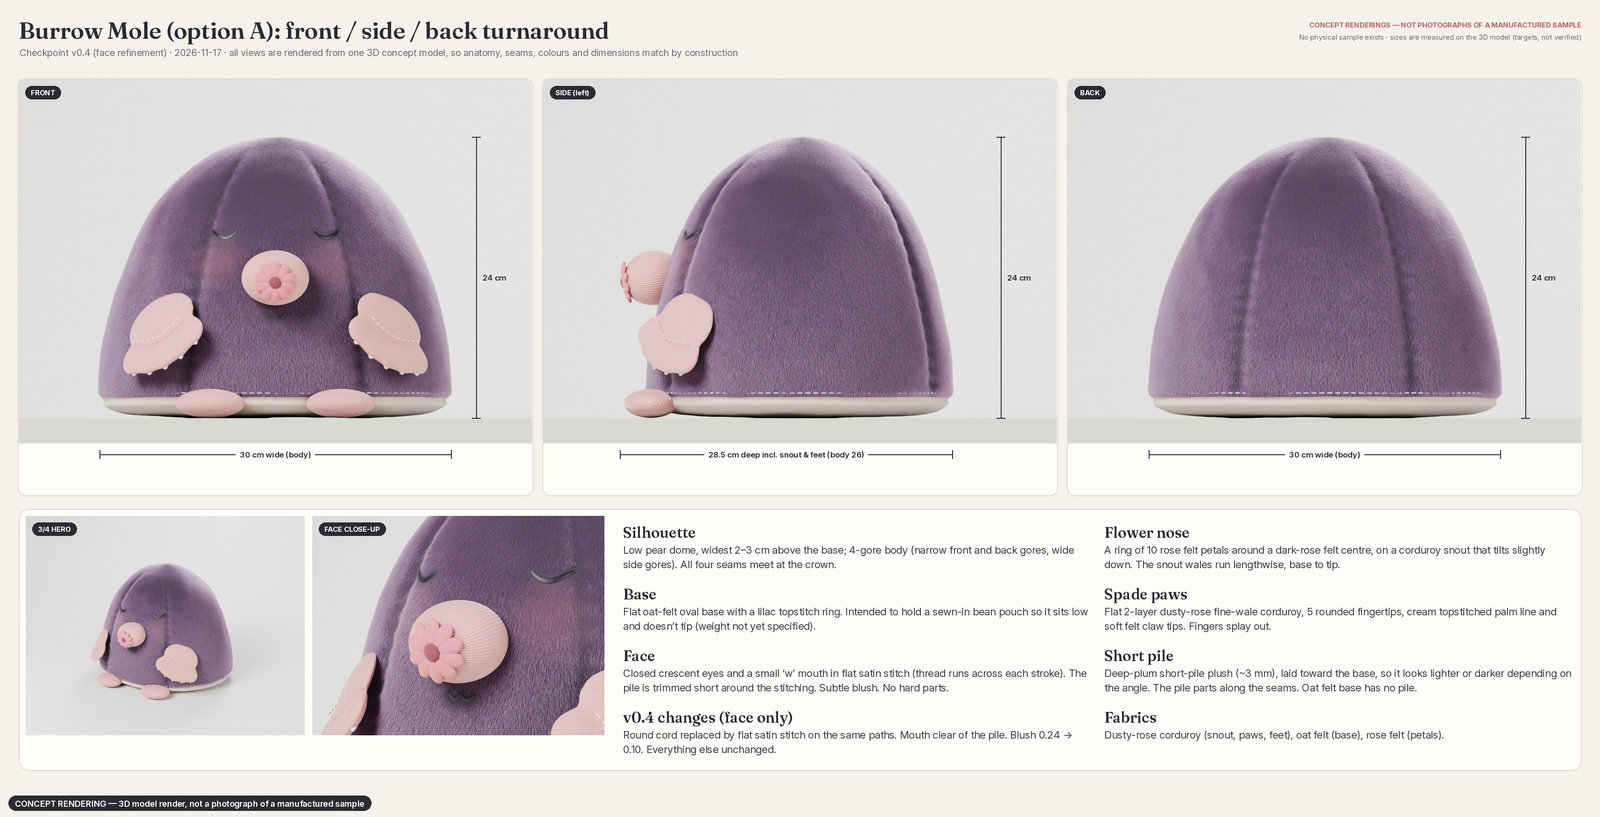 Burrow Mole (option A): front / side / back turnaround
Checkpoint v0.4 (face refinement) · 2026-11-17 · all views are rendered from one 3D concept model, so anatomy, seams, colours and dimensions match by construction
CONCEPT RENDERINGS — NOT PHOTOGRAPHS OF A MANUFACTURED SAMPLE
No physical sample exists · sizes are measured on the 3D model (targets, not verified)
FRONT
24 cm
30 cm wide (body)
SIDE (left)
24 cm
28.5 cm deep incl. snout & feet (body 26)
BACK
24 cm
30 cm wide (body)
3/4 HERO
FACE CLOSE-UP
Silhouette
Low pear dome, widest 2–3 cm above the base; 4-gore body (narrow front and back gores, wide
side gores). All four seams meet at the crown.
Base
Flat oat-felt oval base with a lilac topstitch ring. Intended to hold a sewn-in bean pouch so it sits low
and doesn't tip (weight not yet specified).
Face
Closed crescent eyes and a small 'w' mouth in flat satin stitch (thread runs across each stroke). The
pile is trimmed short around the stitching. Subtle blush. No hard parts.
v0.4 changes (face only)
Round cord replaced by flat satin stitch on the same paths. Mouth clear of the pile. Blush 0.24 →
0.10. Everything else unchanged.
Flower nose
A ring of 10 rose felt petals around a dark-rose felt centre, on a corduroy snout that tilts slightly
down. The snout wales run lengthwise, base to tip.
Spade paws
Flat 2-layer dusty-rose fine-wale corduroy, 5 rounded fingertips, cream topstitched palm line and
soft felt claw tips. Fingers splay out.
Short pile
Deep-plum short-pile plush (~3 mm), laid toward the base, so it looks lighter or darker depending on
the angle. The pile parts along the seams. Oat felt base has no pile.
Fabrics
Dusty-rose corduroy (snout, paws, feet), oat felt (base), rose felt (petals).
CONCEPT RENDERING — 3D model render, not a photograph of a manufactured sample